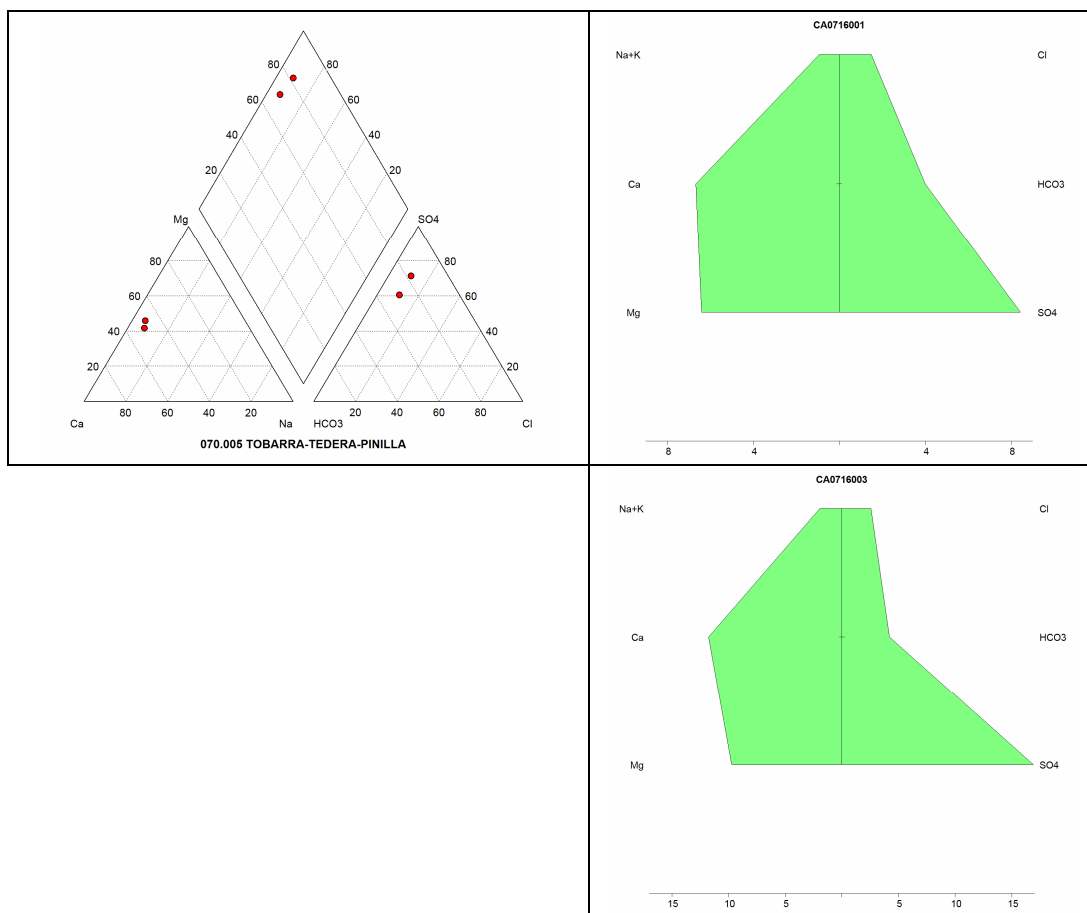 80 80
60 60
40 40
20 20
Mg SO4
80 80
60 60
40 40
20 20
80 60 40 20 20 40 60 80
Ca Na HCO3 Cl
070.005 TOBARRA-TEDERA-PINILLA
CA0716001
Na+K Cl
Ca HCO3
Mg SO4
8 4 4 8
CA0716003
Na+K Cl
Ca HCO3
Mg SO4
15 10 5 5 10 15